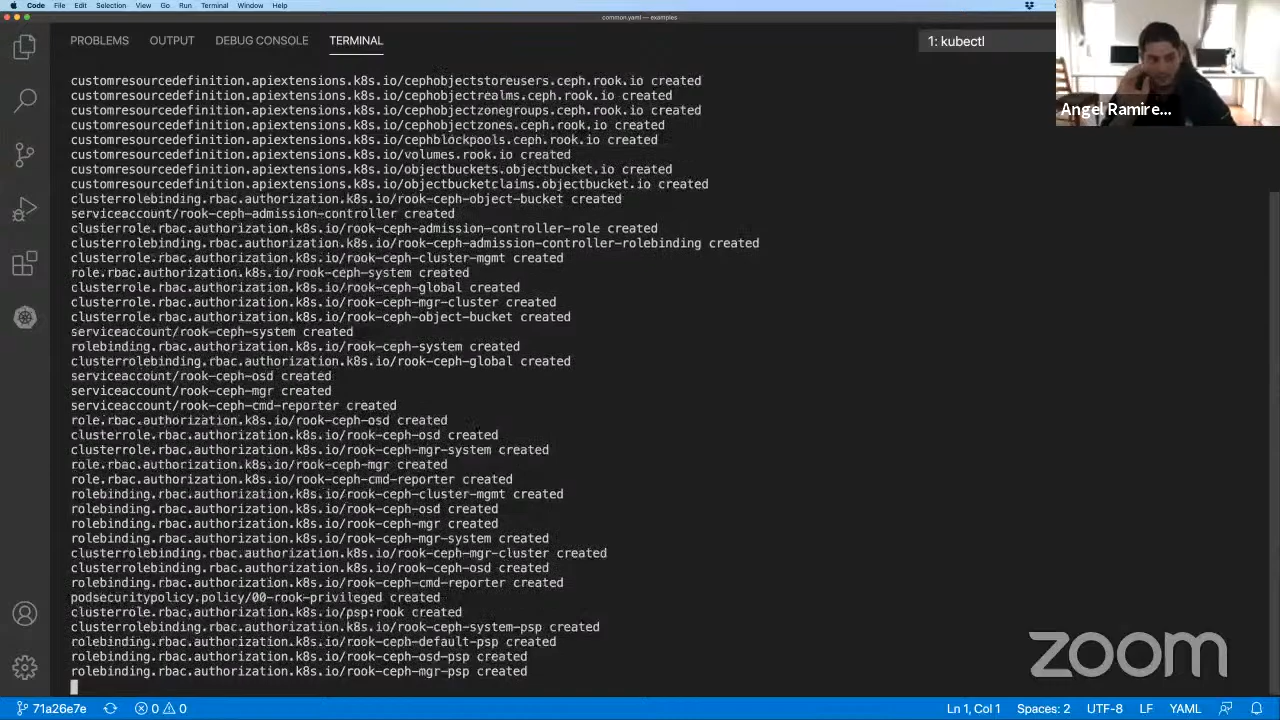 Code File Edit Selection View Go Run Terminal Window Help
common.yaml — examples
PROBLEMS OUTPUT DEBUG CONSOLE TERMINAL 1: kubectl
Angel Ramire...
customresourcedefinition.apiextensions.k8s.io/cephobjectstoreusers.ceph.rook.io created
customresourcedefinition.apiextensions.k8s.io/cephobjectrealms.ceph.rook.io created
customresourcedefinition.apiextensions.k8s.io/cephobjectzonegroups.ceph.rook.io created
customresourcedefinition.apiextensions.k8s.io/cephobjectzones.ceph.rook.io created
customresourcedefinition.apiextensions.k8s.io/cephblockpools.ceph.rook.io created
customresourcedefinition.apiextensions.k8s.io/volumes.rook.io created
customresourcedefinition.apiextensions.k8s.io/objectbuckets.objectbucket.io created
customresourcedefinition.apiextensions.k8s.io/objectbucketclaims.objectbucket.io created
clusterrolebinding.rbac.authorization.k8s.io/rook-ceph-object-bucket created
serviceaccount/rook-ceph-admission-controller created
clusterrole.rbac.authorization.k8s.io/rook-ceph-admission-controller-role created
clusterrolebinding.rbac.authorization.k8s.io/rook-ceph-admission-controller-rolebinding created
clusterrole.rbac.authorization.k8s.io/rook-ceph-cluster-mgmt created
role.rbac.authorization.k8s.io/rook-ceph-system created
clusterrole.rbac.authorization.k8s.io/rook-ceph-global created
clusterrole.rbac.authorization.k8s.io/rook-ceph-mgr-cluster created
clusterrole.rbac.authorization.k8s.io/rook-ceph-object-bucket created
serviceaccount/rook-ceph-system created
rolebinding.rbac.authorization.k8s.io/rook-ceph-system created
clusterrolebinding.rbac.authorization.k8s.io/rook-ceph-global created
serviceaccount/rook-ceph-osd created
serviceaccount/rook-ceph-mgr created
serviceaccount/rook-ceph-cmd-reporter created
role.rbac.authorization.k8s.io/rook-ceph-osd created
clusterrole.rbac.authorization.k8s.io/rook-ceph-osd created
clusterrole.rbac.authorization.k8s.io/rook-ceph-mgr-system created
role.rbac.authorization.k8s.io/rook-ceph-mgr created
role.rbac.authorization.k8s.io/rook-ceph-cmd-reporter created
rolebinding.rbac.authorization.k8s.io/rook-ceph-cluster-mgmt created
rolebinding.rbac.authorization.k8s.io/rook-ceph-osd created
rolebinding.rbac.authorization.k8s.io/rook-ceph-mgr created
rolebinding.rbac.authorization.k8s.io/rook-ceph-mgr-system created
clusterrolebinding.rbac.authorization.k8s.io/rook-ceph-mgr-cluster created
clusterrolebinding.rbac.authorization.k8s.io/rook-ceph-osd created
rolebinding.rbac.authorization.k8s.io/rook-ceph-cmd-reporter created
podsecuritypolicy.policy/00-rook-privileged created
clusterrole.rbac.authorization.k8s.io/psp:rook created
clusterrolebinding.rbac.authorization.k8s.io/rook-ceph-system-psp created
rolebinding.rbac.authorization.k8s.io/rook-ceph-default-psp created
rolebinding.rbac.authorization.k8s.io/rook-ceph-osd-psp created
rolebinding.rbac.authorization.k8s.io/rook-ceph-mgr-psp created
zoom
71a26e7e 0 0 Ln 1, Col 1 Spaces: 2 UTF-8 LF YAML